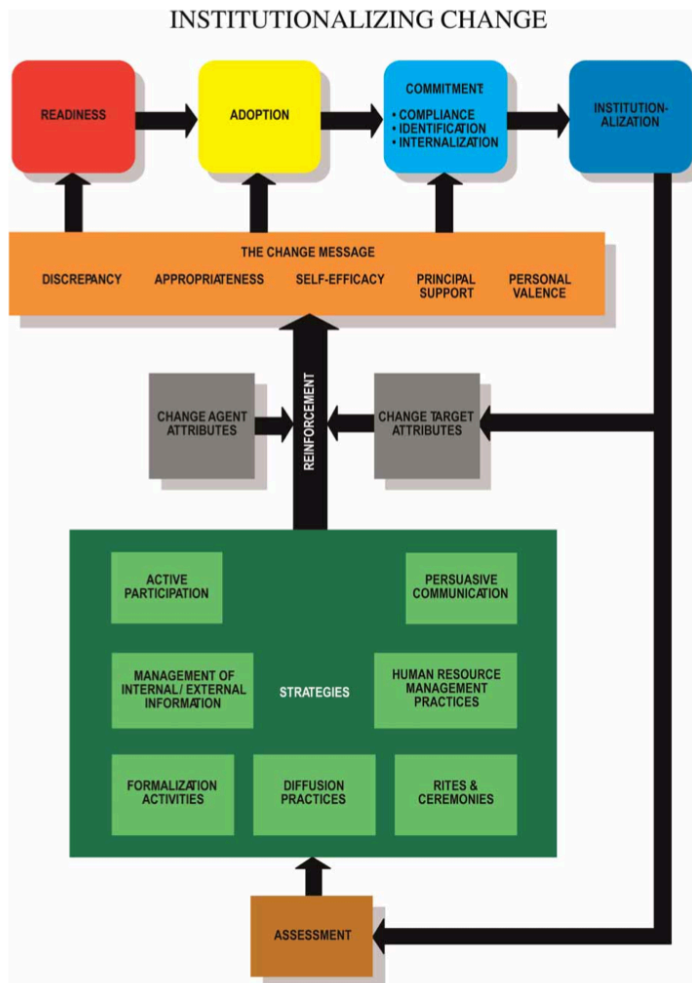 INSTITUTIONALIZING CHANGE
READINESS
ADOPTION
COMMITMENT:
• COMPLIANCE
• IDENTIFICATION
• INTERNALIZATION
INSTITUTION-
ALIZATION
THE CHANGE MESSAGE
DISCREPANCY
APPROPRIATENESS
SELF-EFFICACY
PRINCIPAL
SUPPORT
PERSONAL
VALENCE
CHANGE AGENT
ATTRIBUTES
REINFORCEMENT
CHANGE TARGET
ATTRIBUTES
ACTIVE
PARTICIPATION
PERSUASIVE
COMMUNICATION
MANAGEMENT OF
INTERNAL/ EXTERNAL
INFORMATION
STRATEGIES
HUMAN RESOURCE
MANAGEMENT
PRACTICES
FORMALIZATION
ACTIVITIES
DIFFUSION
PRACTICES
RITES &
CEREMONIES
ASSESSMENT